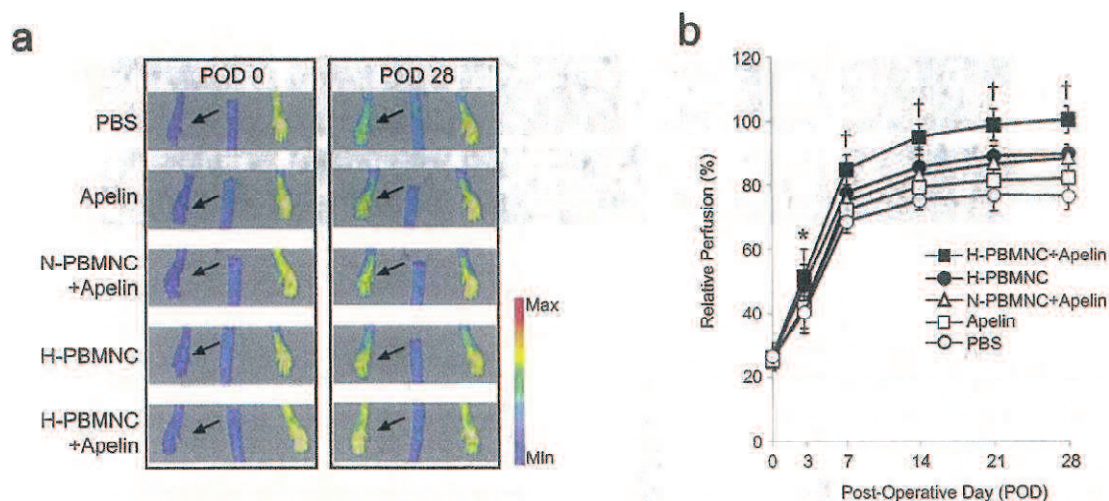 a
POD 0
POD 28
PBS
Apelin
N-PBMNC
+Apelin
H-PBMNC
H-PBMNC
+Apelin
Max
Min
b
Relative Perfusion (%)
120
100
80
60
40
20
0
*
†
†
†
†
H-PBMNC+Apelin
H-PBMNC
N-PBMNC+Apelin
Apelin
PBS
0 3 7 14 21 28
Post-Operative Day (POD)